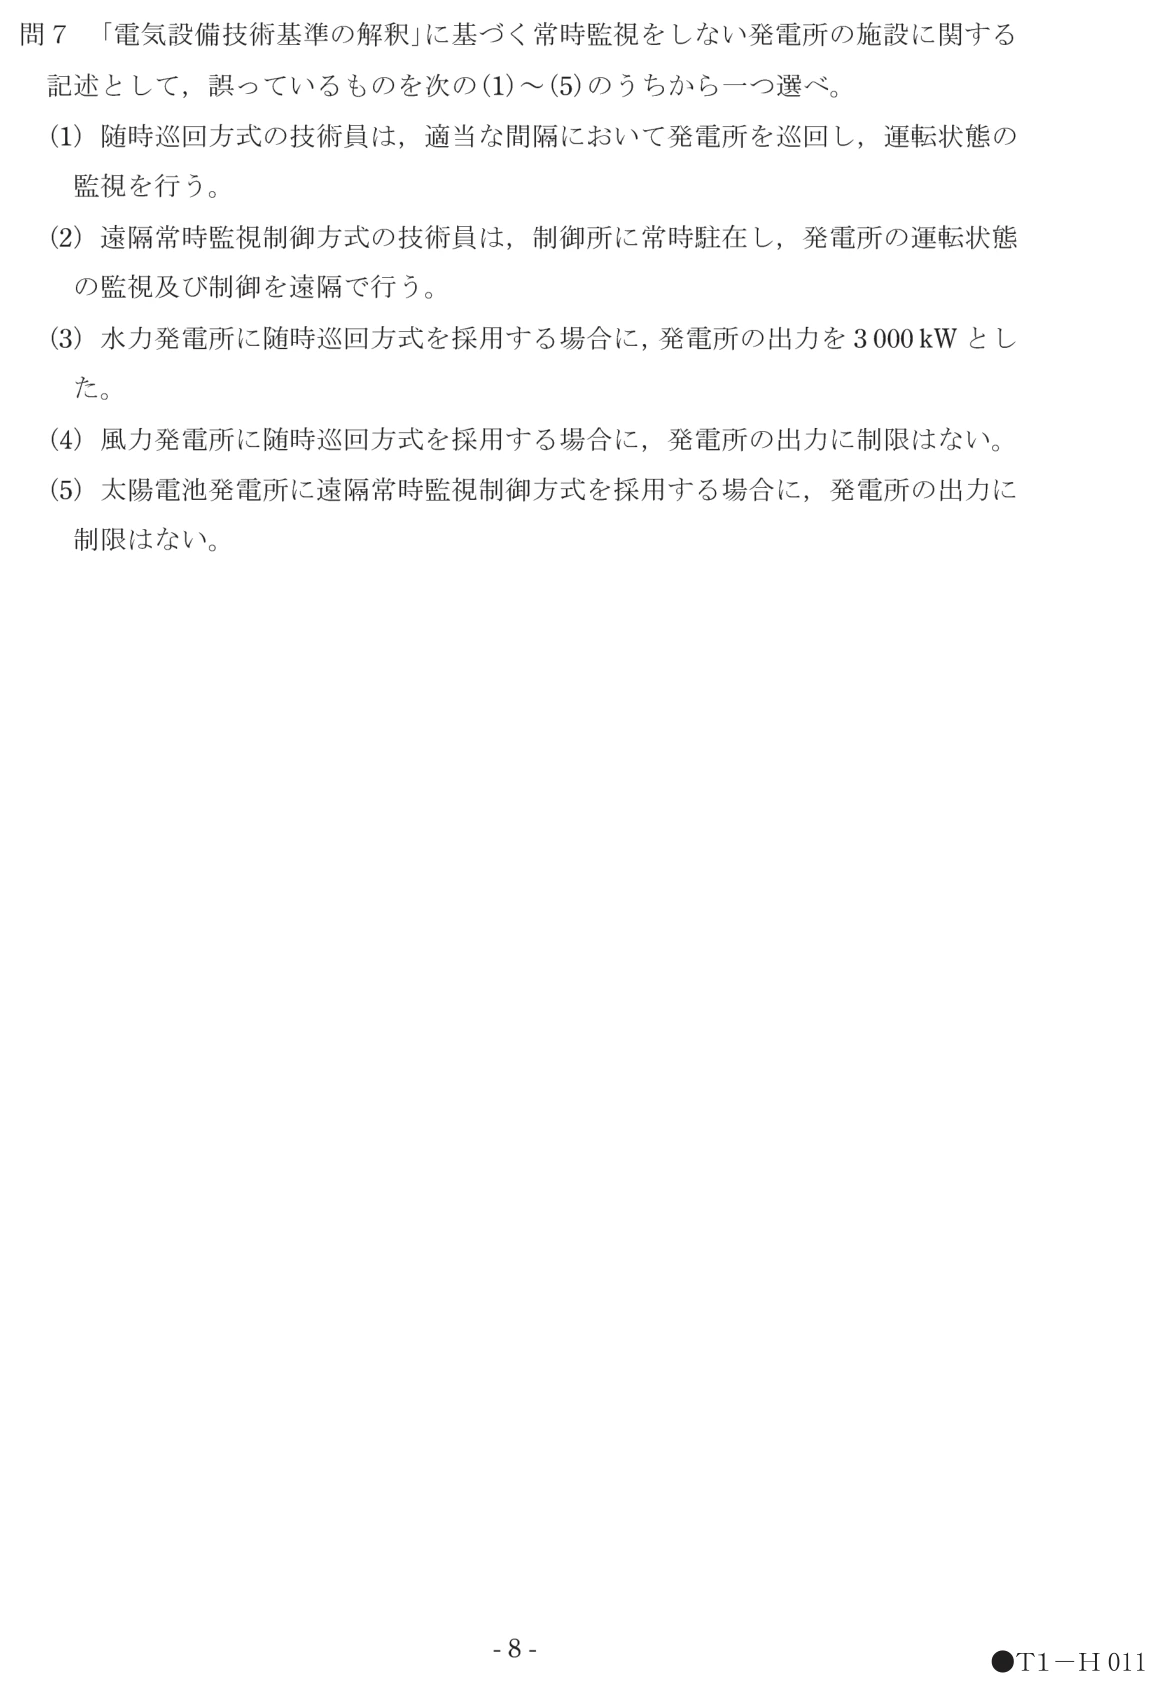 問７　「電気設備技術基準の解釈」に基づく常時監視をしない発電所の施設に関する
記述として，誤っているものを次の(1)～(5)のうちから一つ選べ。
(1)　随時巡回方式の技術員は，適当な間隔において発電所を巡回し，運転状態の
監視を行う。
(2)　遠隔常時監視制御方式の技術員は，制御所に常時駐在し，発電所の運転状態
の監視及び制御を遠隔で行う。
(3)　水力発電所に随時巡回方式を採用する場合に，発電所の出力を 3 000 kW とし
た。
(4)　風力発電所に随時巡回方式を採用する場合に，発電所の出力に制限はない。
(5)　太陽電池発電所に遠隔常時監視制御方式を採用する場合に，発電所の出力に
制限はない。
- 8 -
●T1－H 011